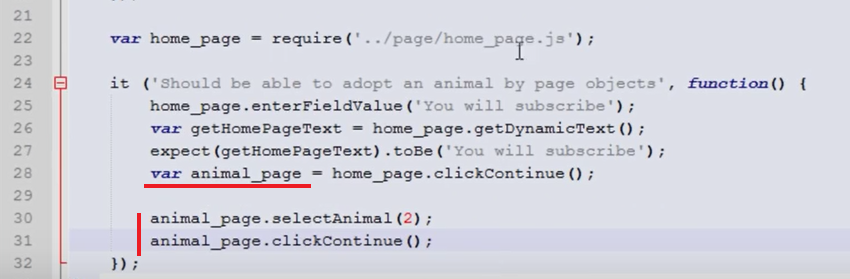 21
22 var home_page = require('../page/home_page.js');
23
24 it ('Should be able to adopt an animal by page objects', function() {
25 home_page.enterFieldValue('You will subscribe');
26 var getHomePageText = home_page.getDynamicText();
27 expect(getHomePageText).toBe('You will subscribe');
28 var animal_page = home_page.clickContinue();
29
30 animal_page.selectAnimal(2);
31 animal_page.clickContinue();
32 });